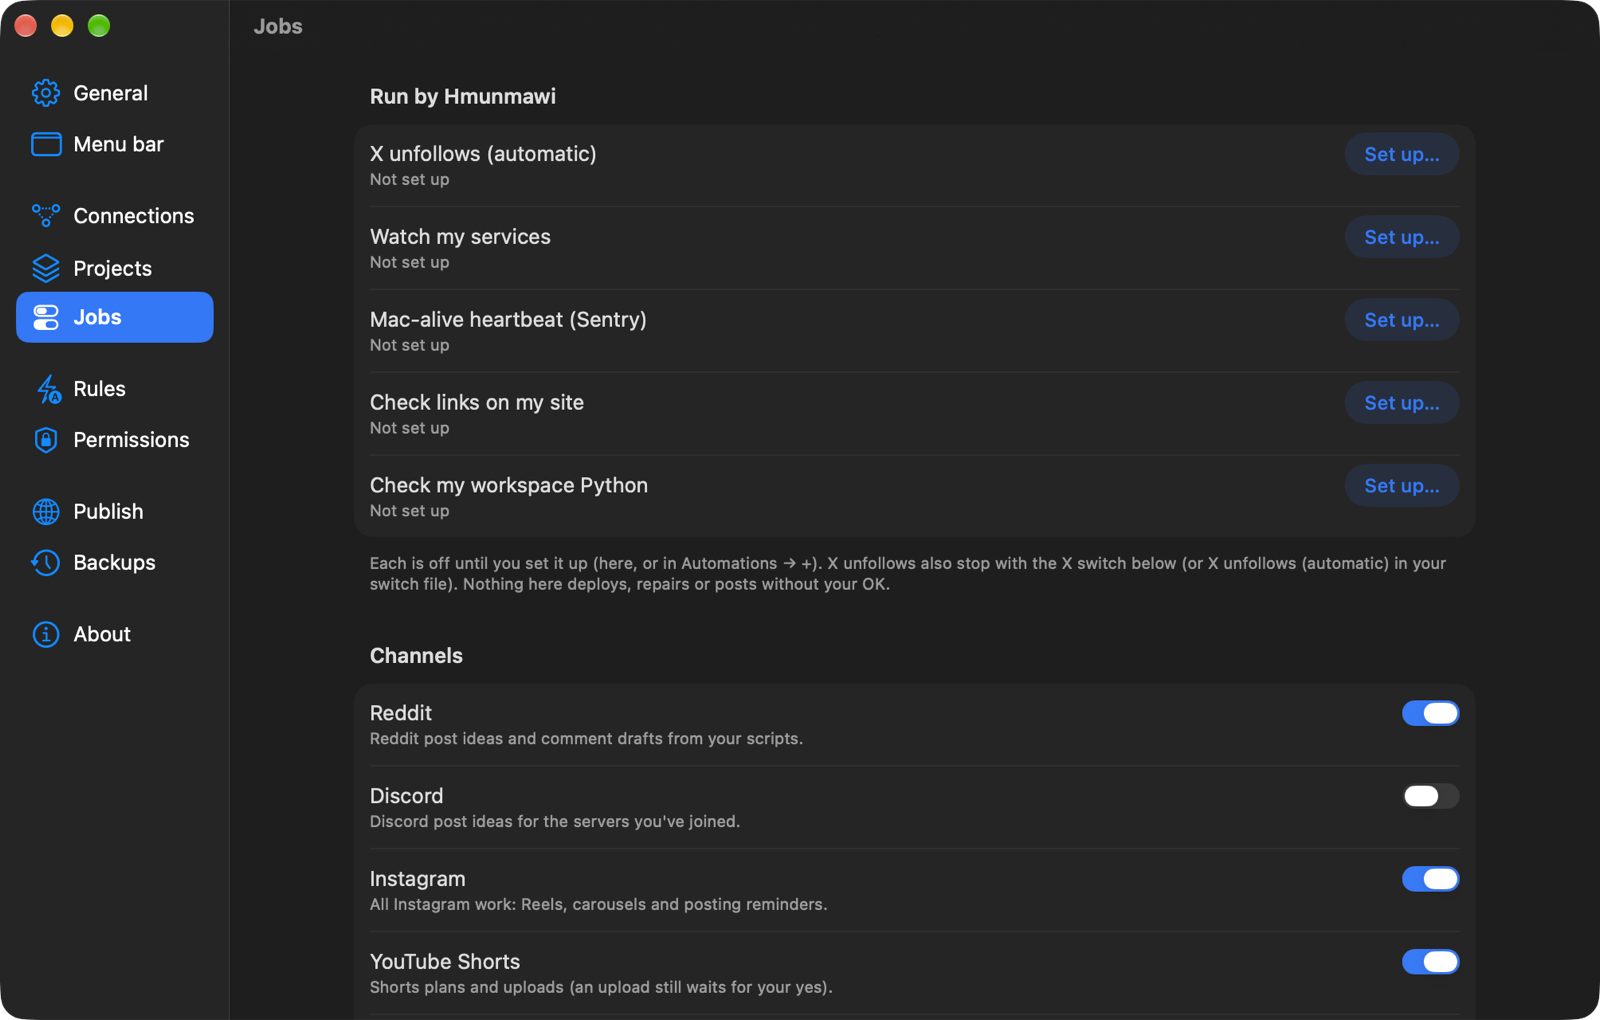 Jobs
General
Menu bar
Connections
Projects
Jobs
Rules
Permissions
Publish
Backups
About
Run by Hmunmawi
X unfollows (automatic)
Not set up
Set up...
Watch my services
Not set up
Set up...
Mac-alive heartbeat (Sentry)
Not set up
Set up...
Check links on my site
Not set up
Set up...
Check my workspace Python
Not set up
Set up...
Each is off until you set it up (here, or in Automations → +). X unfollows also stop with the X switch below (or X unfollows (automatic) in your
switch file). Nothing here deploys, repairs or posts without your OK.
Channels
Reddit
Reddit post ideas and comment drafts from your scripts.
Discord
Discord post ideas for the servers you've joined.
Instagram
All Instagram work: Reels, carousels and posting reminders.
YouTube Shorts
Shorts plans and uploads (an upload still waits for your yes).